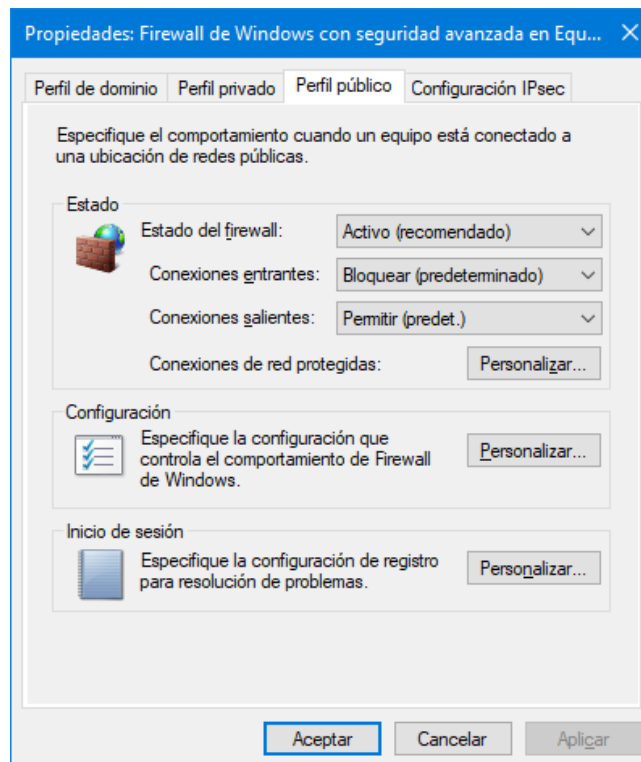 Propiedades: Firewall de Windows con seguridad avanzada en Equ...
Perfil de dominio Perfil privado Perfil público Configuración IPsec
Especifique el comportamiento cuando un equipo está conectado a
una ubicación de redes públicas.
Estado
Estado del firewall: Activo (recomendado)
Conexiones entrantes: Bloquear (predeterminado)
Conexiones salientes: Permitir (predet.)
Conexiones de red protegidas: Personalizar...
Configuración
Especifique la configuración que
controla el comportamiento de Firewall
de Windows.
Personalizar...
Inicio de sesión
Especifique la configuración de registro
para resolución de problemas.
Personalizar...
Aceptar Cancelar Aplicar